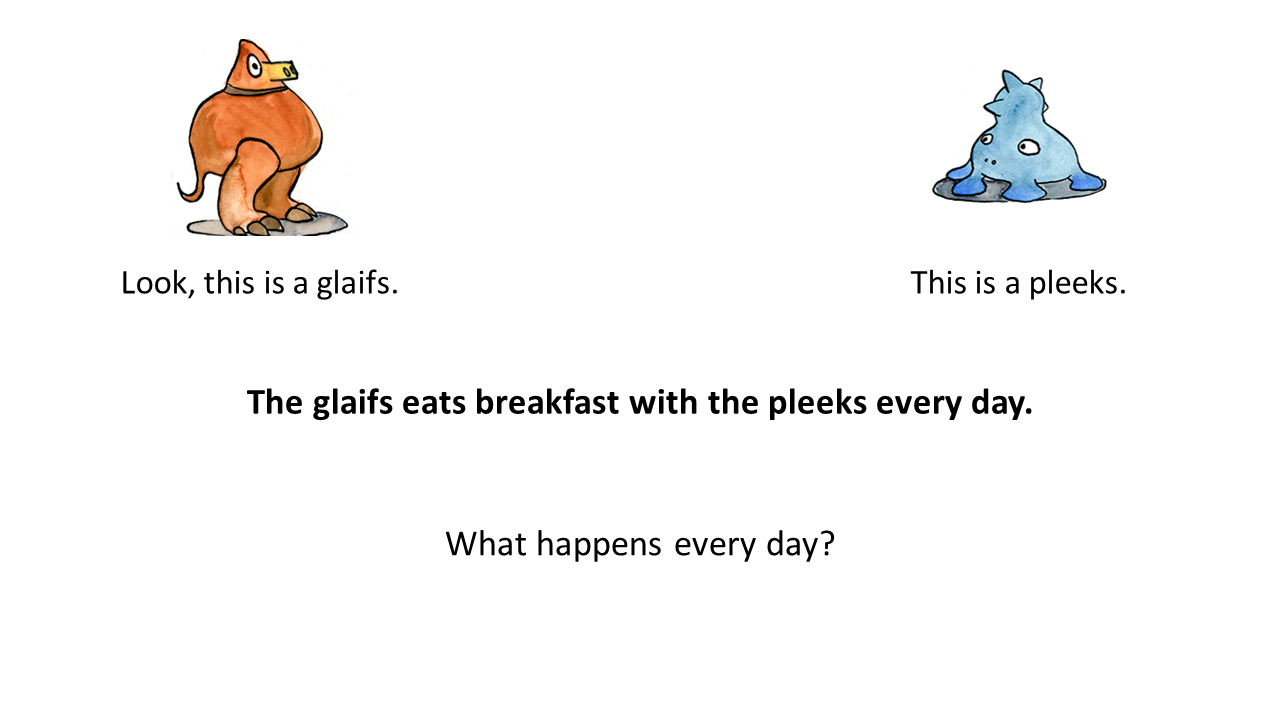 Look, this is a glaifs.
This is a pleeks.
The glaifs eats breakfast with the pleeks every day.
What happens every day?